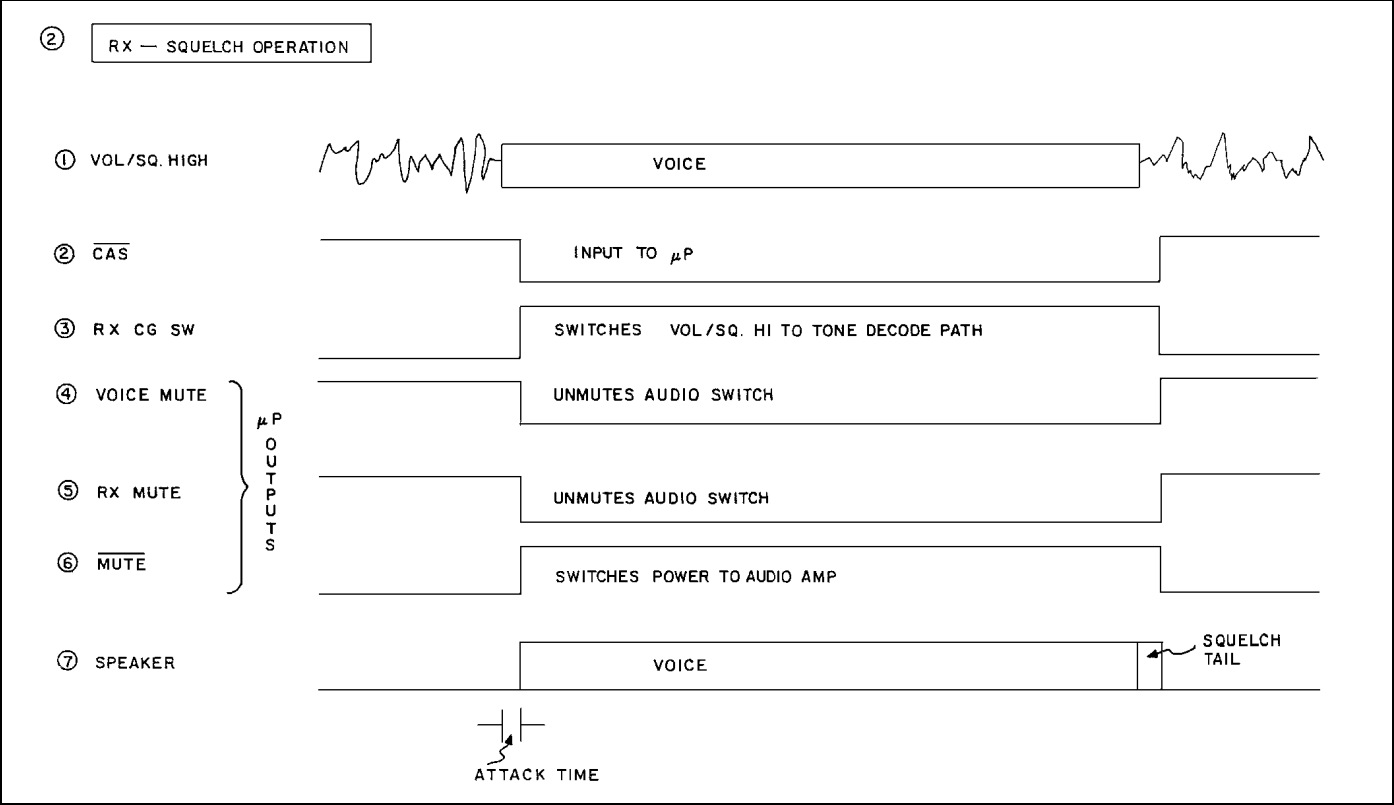 ② RX — SQUELCH OPERATION
① VOL/SQ. HIGH
VOICE
② C̅A̅S̅
INPUT TO μP
③ RX CG SW
SWITCHES VOL/SQ. HI TO TONE DECODE PATH
④ VOICE MUTE
UNMUTES AUDIO SWITCH
μP
OUTPUTS
⑤ RX MUTE
UNMUTES AUDIO SWITCH
⑥ M̅U̅T̅E̅
SWITCHES POWER TO AUDIO AMP
⑦ SPEAKER
VOICE
SQUELCH
TAIL
ATTACK TIME